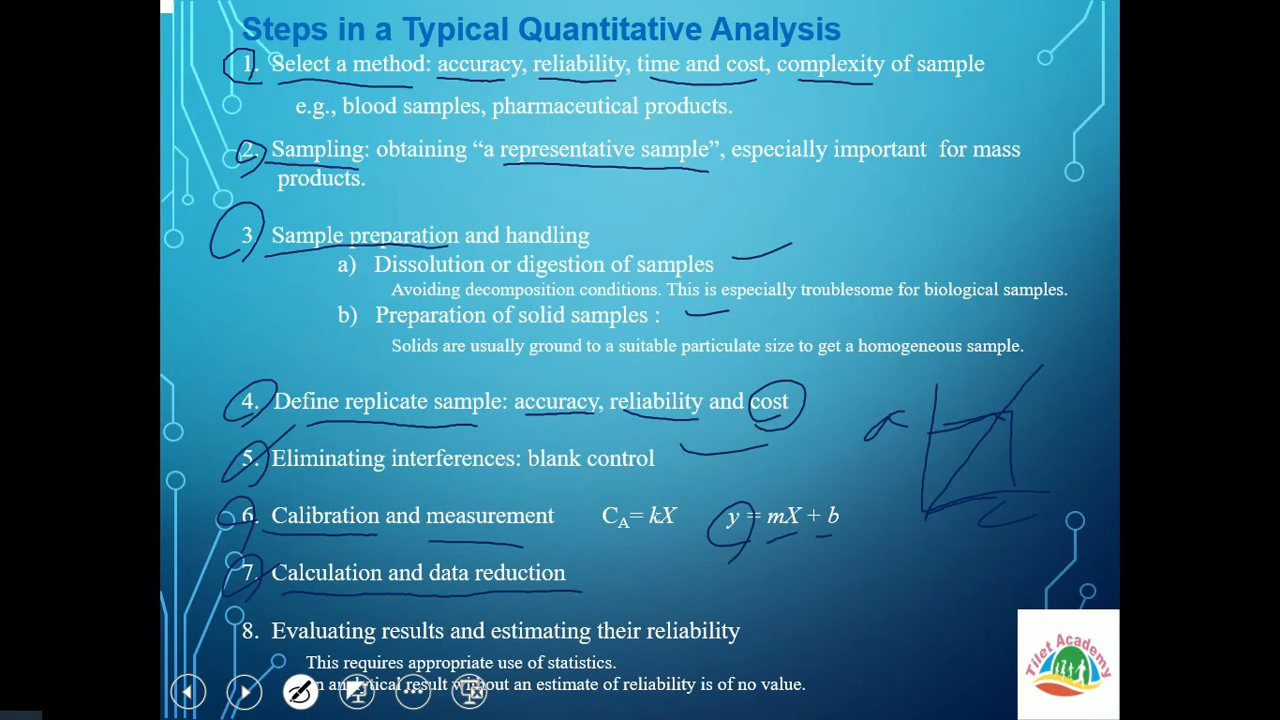 Steps in a Typical Quantitative Analysis
1. Select a method: accuracy, reliability, time and cost, complexity of sample
e.g., blood samples, pharmaceutical products.
2. Sampling: obtaining “a representative sample”, especially important for mass
products.
3. Sample preparation and handling
a) Dissolution or digestion of samples
Avoiding decomposition conditions. This is especially troublesome for biological samples.
b) Preparation of solid samples :
Solids are usually ground to a suitable particulate size to get a homogeneous sample.
4. Define replicate sample: accuracy, reliability and cost
5. Eliminating interferences: blank control
6. Calibration and measurement C_A= kX y = mX + b
7. Calculation and data reduction
8. Evaluating results and estimating their reliability
This requires appropriate use of statistics.
analytical result without an estimate of reliability is of no value.
Tilet Academy